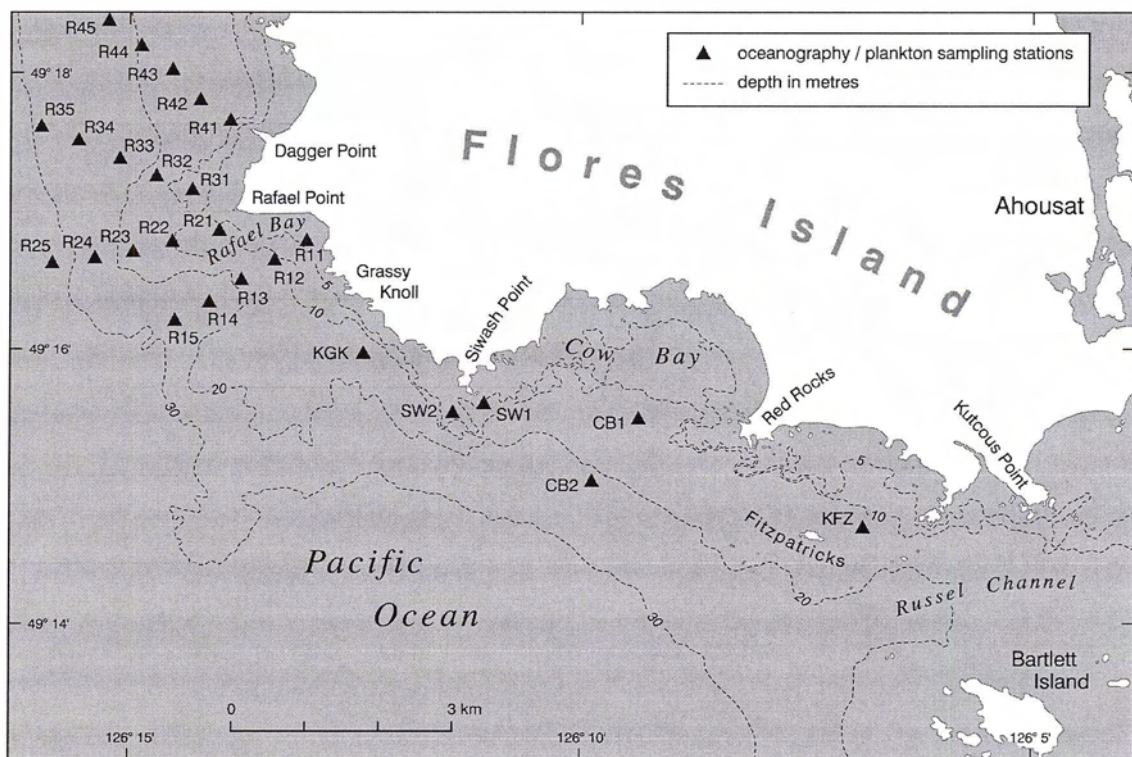 R45
R44
R43
R42
R41
49° 18'
R35
R34
R33
R32
R31
▲ oceanography / plankton sampling stations
------- depth in metres
Dagger Point
Rafael Point
Flores Island
Ahousat
R25
R24
R23
R22
R21
Rafael Bay
R11
R12
R13
R14
R15
5
10
Grassy
Knoll
49° 16'
KGK
20
30
Siwash Point
Cow Bay
SW2
SW1
CB1
CB2
Red Rocks
5
Kutcous Point
KFZ
10
Fitzpatricks
20
Russel Channel
Pacific
Ocean
30
49° 14'
Bartlett
Island
0 3 km
126° 15'
126° 10'
126° 5'